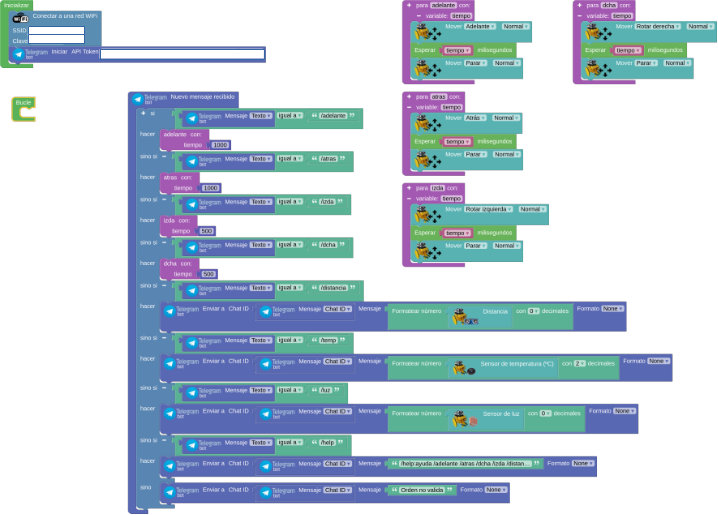 Inicializar
Conectar a una red WiFi
SSID
Clave
Telegram bot Iniciar API Token
Bucle
Telegram bot Nuevo mensaje recibido
si Telegram bot Mensaje Texto igual a “/adelante”
hacer adelante con:
tiempo 1000
sino si Telegram bot Mensaje Texto igual a “/atras”
hacer atras con:
tiempo 1000
sino si Telegram bot Mensaje Texto igual a “/izda”
hacer izda con:
tiempo 500
sino si Telegram bot Mensaje Texto igual a “/dcha”
hacer dcha con:
tiempo 500
sino si Telegram bot Mensaje Texto igual a “/distancia”
hacer Telegram bot Enviar a Chat ID Telegram bot Mensaje Chat ID Mensaje Formatear número Distancia con 0 decimales Formato None
sino si Telegram bot Mensaje Texto igual a “/temp”
hacer Telegram bot Enviar a Chat ID Telegram bot Mensaje Chat ID Mensaje Formatear número Sensor de temperatura (ºC) con 2 decimales Formato None
sino si Telegram bot Mensaje Texto igual a “/luz”
hacer Telegram bot Enviar a Chat ID Telegram bot Mensaje Chat ID Mensaje Formatear número Sensor de luz con 0 decimales Formato None
sino si Telegram bot Mensaje Texto igual a “/help”
hacer Telegram bot Enviar a Chat ID Telegram bot Mensaje Chat ID Mensaje “/help:ayuda /adelante /atras /dcha /izda /distan...” Formato None
sino Telegram bot Enviar a Chat ID Telegram bot Mensaje Chat ID Mensaje “Orden no valida” Formato None
para adelante con:
variable: tiempo
Mover Adelante Normal
Esperar tiempo milisegundos
Mover Parar Normal
para dcha con:
variable: tiempo
Mover Rotar derecha Normal
Esperar tiempo milisegundos
Mover Parar Normal
para atras con:
variable: tiempo
Mover Atrás Normal
Esperar tiempo milisegundos
Mover Parar Normal
para izda con:
variable: tiempo
Mover Rotar izquierda Normal
Esperar tiempo milisegundos
Mover Parar Normal